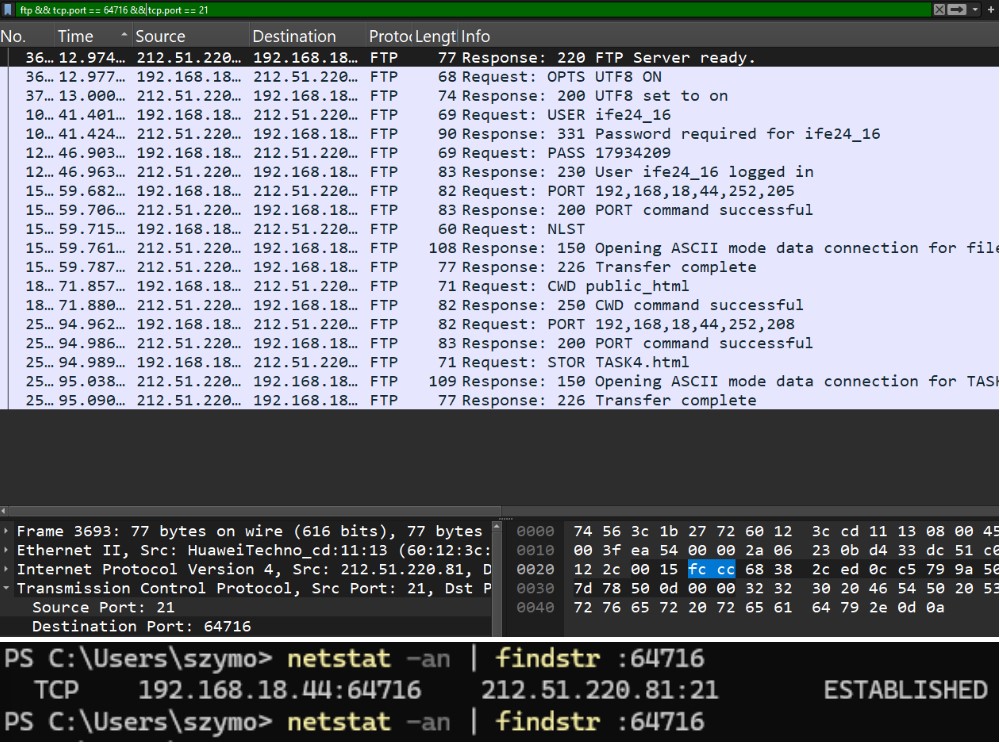 ftp && tcp.port == 64716 && tcp.port == 21
No. Time Source Destination Protoc Lengt Info
36… 12.974… 212.51.220… 192.168.18… FTP 77 Response: 220 FTP Server ready.
36… 12.977… 192.168.18… 212.51.220… FTP 68 Request: OPTS UTF8 ON
37… 13.000… 212.51.220… 192.168.18… FTP 74 Response: 200 UTF8 set to on
10… 41.401… 192.168.18… 212.51.220… FTP 69 Request: USER ife24_16
10… 41.424… 212.51.220… 192.168.18… FTP 90 Response: 331 Password required for ife24_16
12… 46.903… 192.168.18… 212.51.220… FTP 69 Request: PASS 17934209
12… 46.963… 212.51.220… 192.168.18… FTP 83 Response: 230 User ife24_16 logged in
15… 59.682… 192.168.18… 212.51.220… FTP 82 Request: PORT 192,168,18,44,252,205
15… 59.706… 212.51.220… 192.168.18… FTP 83 Response: 200 PORT command successful
15… 59.715… 192.168.18… 212.51.220… FTP 60 Request: NLST
15… 59.761… 212.51.220… 192.168.18… FTP 108 Response: 150 Opening ASCII mode data connection for file
15… 59.787… 212.51.220… 192.168.18… FTP 77 Response: 226 Transfer complete
18… 71.857… 192.168.18… 212.51.220… FTP 71 Request: CWD public_html
18… 71.880… 212.51.220… 192.168.18… FTP 82 Response: 250 CWD command successful
25… 94.962… 192.168.18… 212.51.220… FTP 82 Request: PORT 192,168,18,44,252,208
25… 94.986… 212.51.220… 192.168.18… FTP 83 Response: 200 PORT command successful
25… 94.989… 192.168.18… 212.51.220… FTP 71 Request: STOR TASK4.html
25… 95.038… 212.51.220… 192.168.18… FTP 109 Response: 150 Opening ASCII mode data connection for TASK
25… 95.090… 212.51.220… 192.168.18… FTP 77 Response: 226 Transfer complete
Frame 3693: 77 bytes on wire (616 bits), 77 bytes
Ethernet II, Src: HuaweiTechno_cd:11:13 (60:12:3c:
Internet Protocol Version 4, Src: 212.51.220.81, D
Transmission Control Protocol, Src Port: 21, Dst P
Source Port: 21
Destination Port: 64716
0000 74 56 3c 1b 27 72 60 12 3c cd 11 13 08 00 45
0010 00 3f ea 54 00 00 2a 06 23 0b d4 33 dc 51 c0
0020 12 2c 00 15 fc cc 68 38 2c ed 0c c5 79 9a 50
0030 7d 78 50 0d 00 00 32 32 30 20 46 54 50 20 53
0040 72 76 65 72 20 72 65 61 64 79 2e 0d 0a
PS C:\Users\szymo> netstat -an | findstr :64716
TCP 192.168.18.44:64716 212.51.220.81:21 ESTABLISHED
PS C:\Users\szymo> netstat -an | findstr :64716